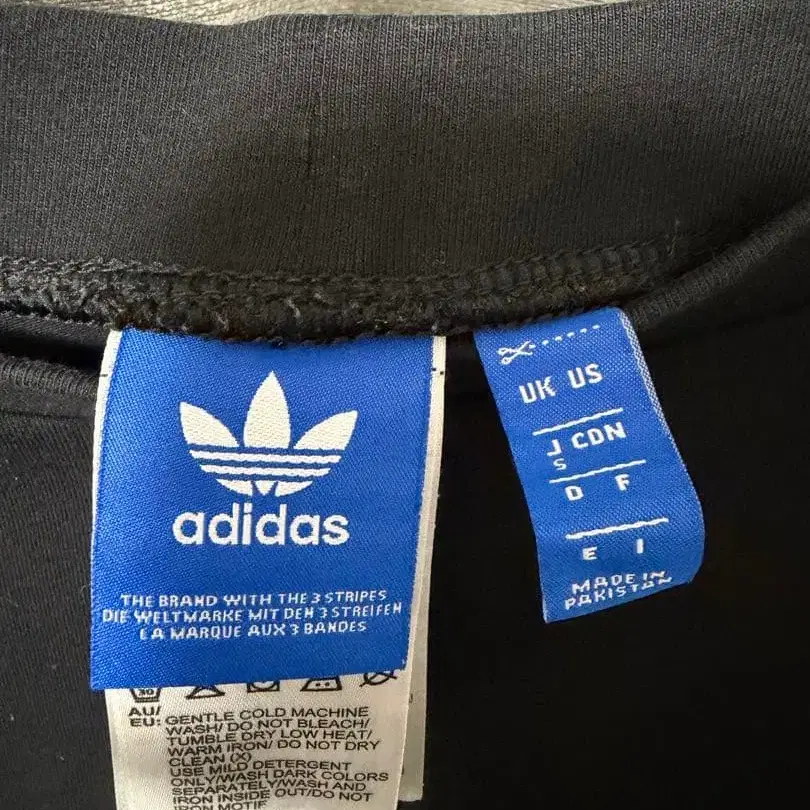 adidas
THE BRAND WITH THE 3 STRIPES
DIE WELTMARKE MIT DEN 3 STREIFEN
LA MARQUE AUX 3 BANDES
UK US
J CDN
S
D F
E I
MADE IN
PAKISTAN
30
AU/
EU: GENTLE COLD MACHINE
WASH/ DO NOT BLEACH/
TUMBLE DRY LOW HEAT/
WARM IRON/ DO NOT DRY
CLEAN (X)
USE MILD DETERGENT
ONLY/WASH DARK COLORS
SEPARATELY/WASH AND
IRON INSIDE OUT/DO NOT
IRON MOTIF